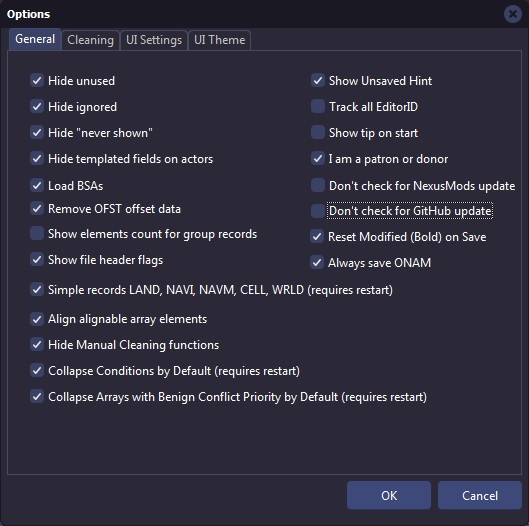 Options
General
Cleaning
UI Settings
UI Theme
Hide unused
Hide ignored
Hide "never shown"
Hide templated fields on actors
Load BSAs
Remove OFST offset data
Show elements count for group records
Show file header flags
Simple records LAND, NAVI, NAVM, CELL, WRLD (requires restart)
Align alignable array elements
Hide Manual Cleaning functions
Collapse Conditions by Default (requires restart)
Collapse Arrays with Benign Conflict Priority by Default (requires restart)
Show Unsaved Hint
Track all EditorID
Show tip on start
I am a patron or donor
Don't check for NexusMods update
Don't check for GitHub update
Reset Modified (Bold) on Save
Always save ONAM
OK
Cancel